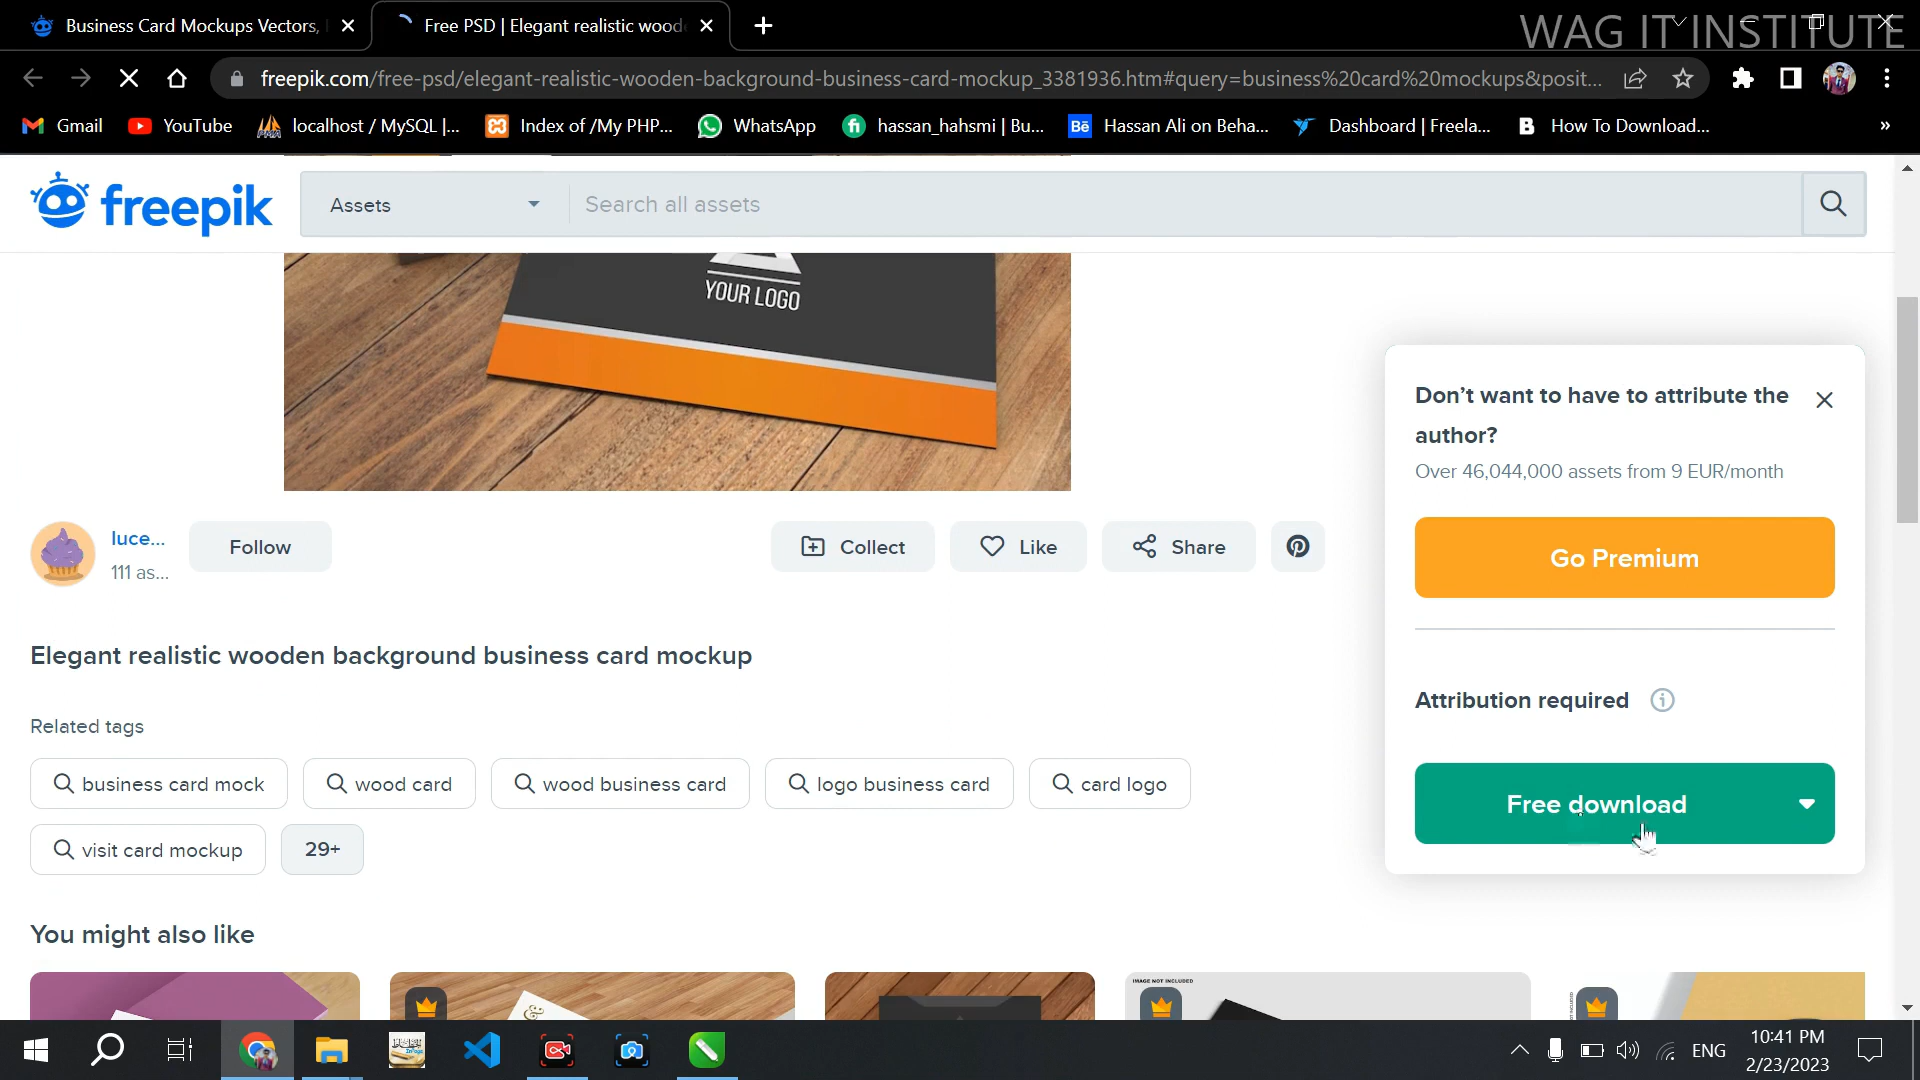 Business Card Mockups Vectors,
Free PSD | Elegant realistic wood
WAG IT INSTITUTE
freepik.com/free-psd/elegant-realistic-wooden-background-business-card-mockup_3381936.htm#query=business%20card%20mockups&posit...
Gmail
YouTube
localhost / MySQL |...
Index of /My PHP...
WhatsApp
hassan_hahsmi | Bu...
Hassan Ali on Beha...
Dashboard | Freela...
How To Download...
»
freepik
Assets
Search all assets
YOUR LOGO
Don't want to have to attribute the
author?
Over 46,044,000 assets from 9 EUR/month
Go Premium
Attribution required
Free download
luce...
111 as...
Follow
Collect
Like
Share
Elegant realistic wooden background business card mockup
Related tags
business card mock
wood card
wood business card
logo business card
card logo
visit card mockup
29+
You might also like
IMAGE NOT INCLUDED
ENG
10:41 PM
2/23/2023